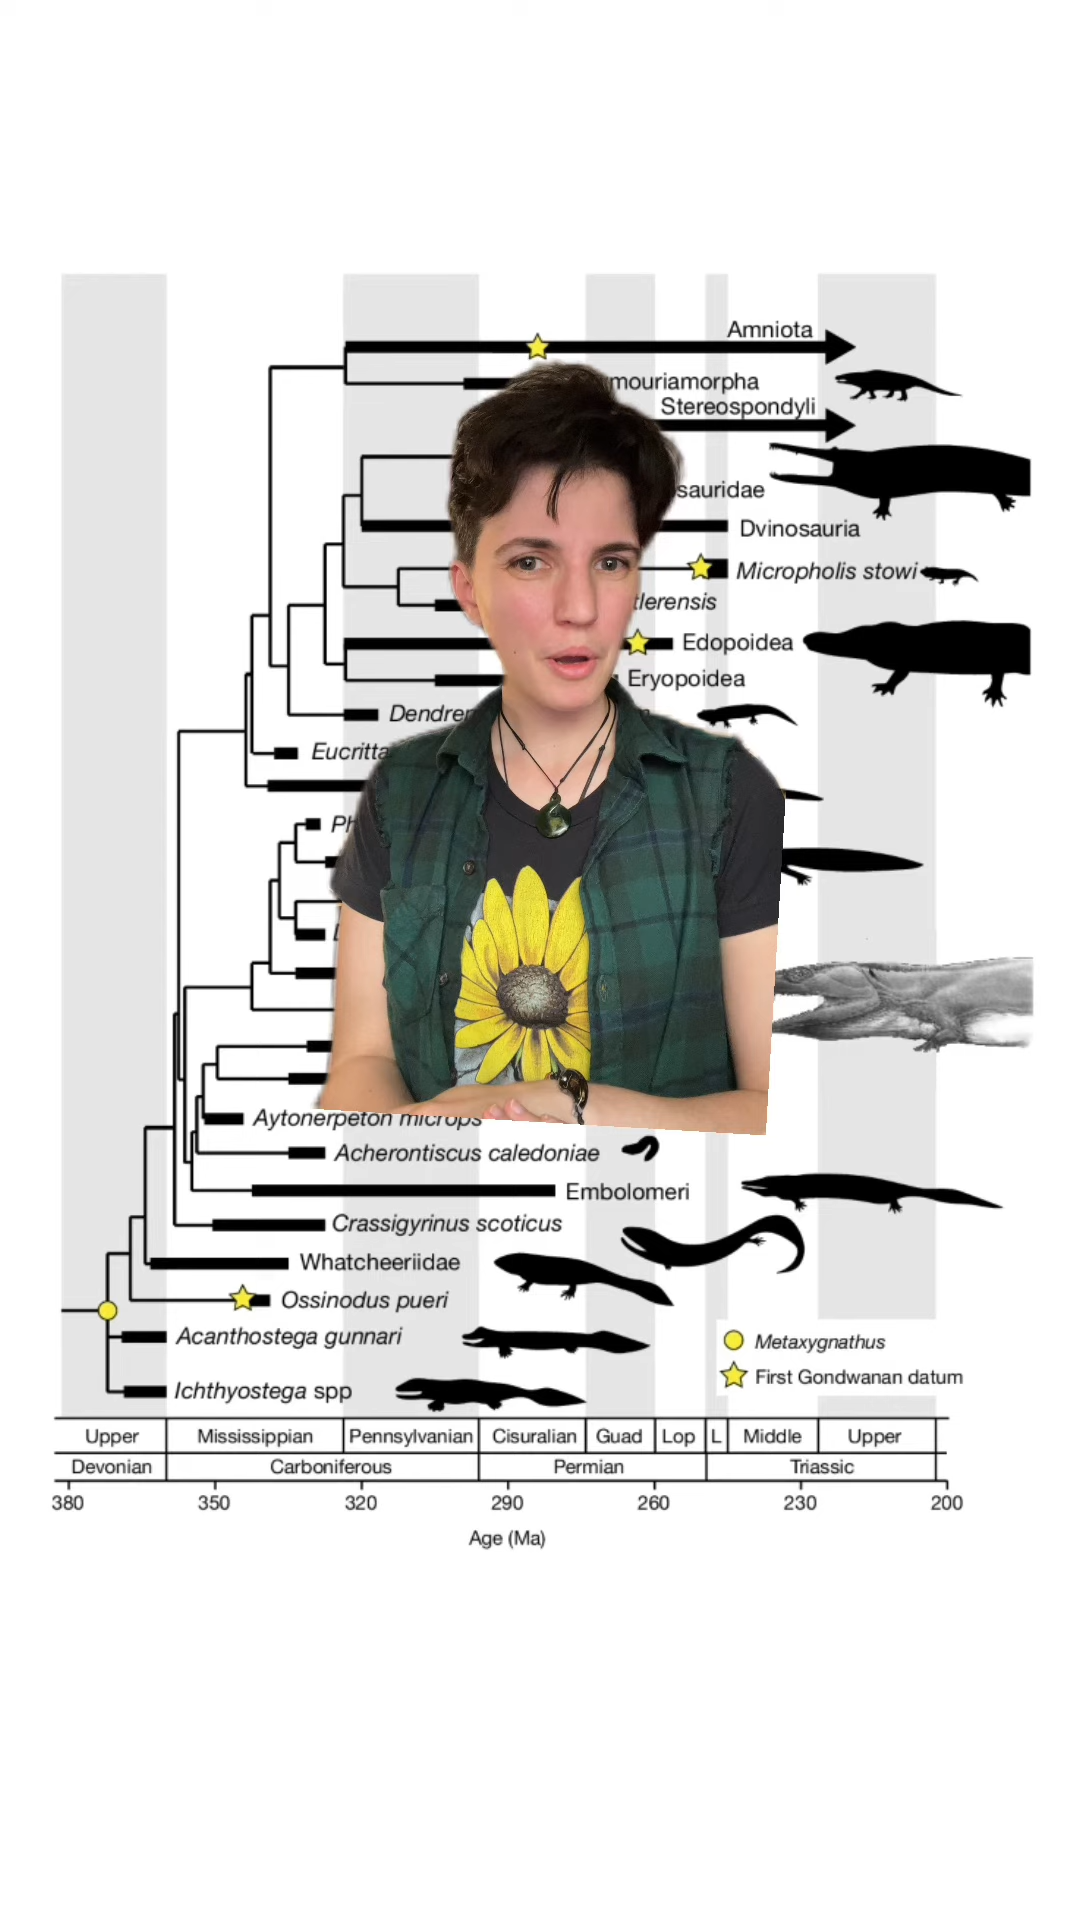 Amniota
mouriamorpha
Stereospondyli
sauridae
Dvinosauria
Micropholis stowi
tlerensis
Edopoidea
Eryopoidea
Dendrer
Eucritta
Ph
Aytonerpeton microps
Acherontiscus caledoniae
Embolomeri
Crassigyrinus scoticus
Whatcheeriidae
Ossinodus pueri
Acanthostega gunnari
Metaxygnathus
First Gondwanan datum
Ichthyostega spp
Upper Mississippian Pennsylvanian Cisuralian Guad Lop L Middle Upper
Devonian Carboniferous Permian Triassic
380 350 320 290 260 230 200
Age (Ma)